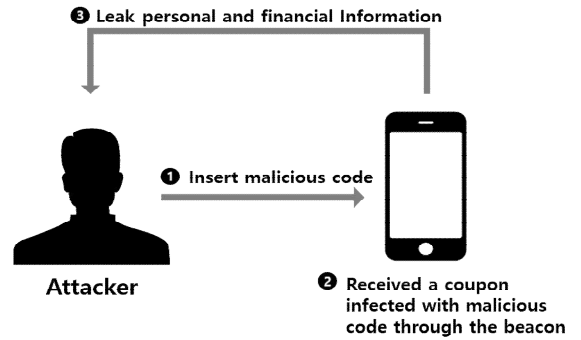 ❸ Leak personal and financial Information
❶ Insert malicious code
Attacker
❷ Received a coupon
infected with malicious
code through the beacon